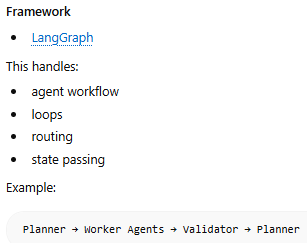 Framework
• LangGraph
This handles:
• agent workflow
• loops
• routing
• state passing
Example:
Planner → Worker Agents → Validator → Planner